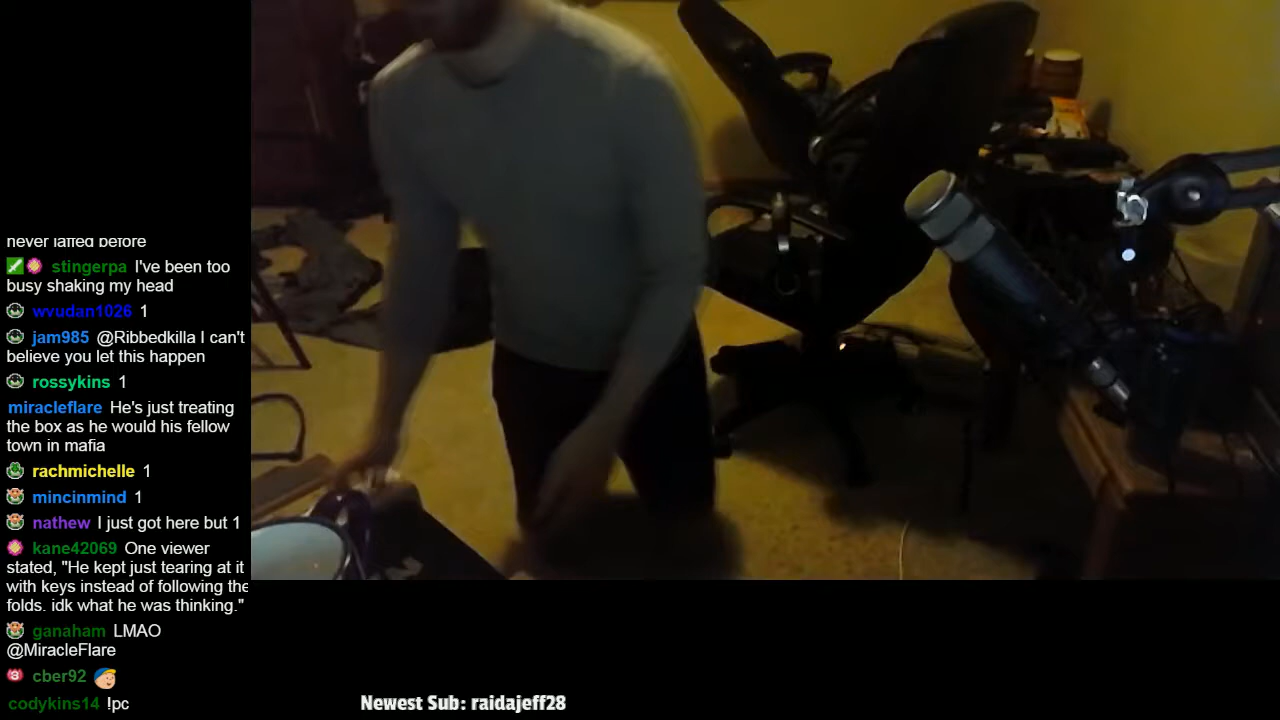 never laffed before
stingerpa I've been too
busy shaking my head
wvudan1026 1
jam985 @Ribbedkilla I can't
believe you let this happen
rossykins 1
miracleflare He's just treating
the box as he would his fellow
town in mafia
rachmichelle 1
mincinmind 1
nathew I just got here but 1
kane42069 One viewer
stated, "He kept just tearing at it
with keys instead of following the
folds. idk what he was thinking."
ganaham LMAO
@MiracleFlare
3 cber92
codykins14 !pc
Newest Sub: raidajeff28